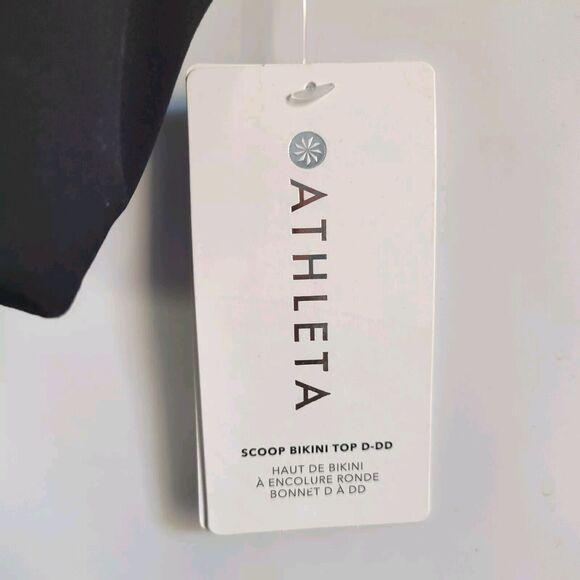 ATHLETA
SCOOP BIKINI TOP D-DD
HAUT DE BIKINI
À ENCOLURE RONDE
BONNET D À DD